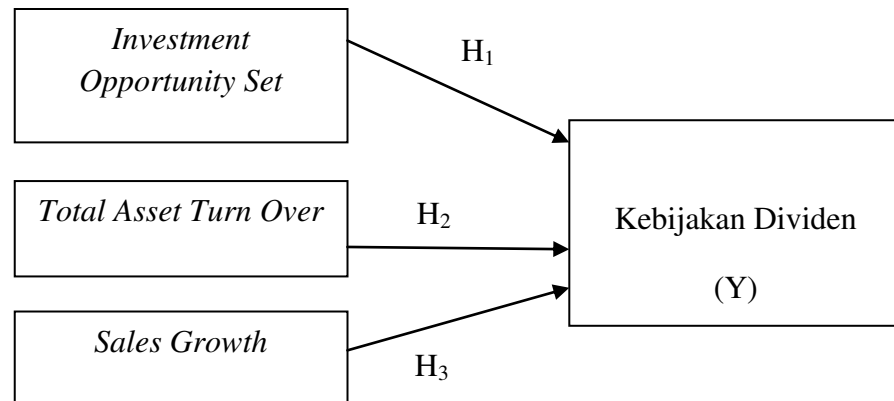 Investment
Opportunity Set
H₁
Total Asset Turn Over
H₂
Kebijakan Dividen
(Y)
Sales Growth
H₃